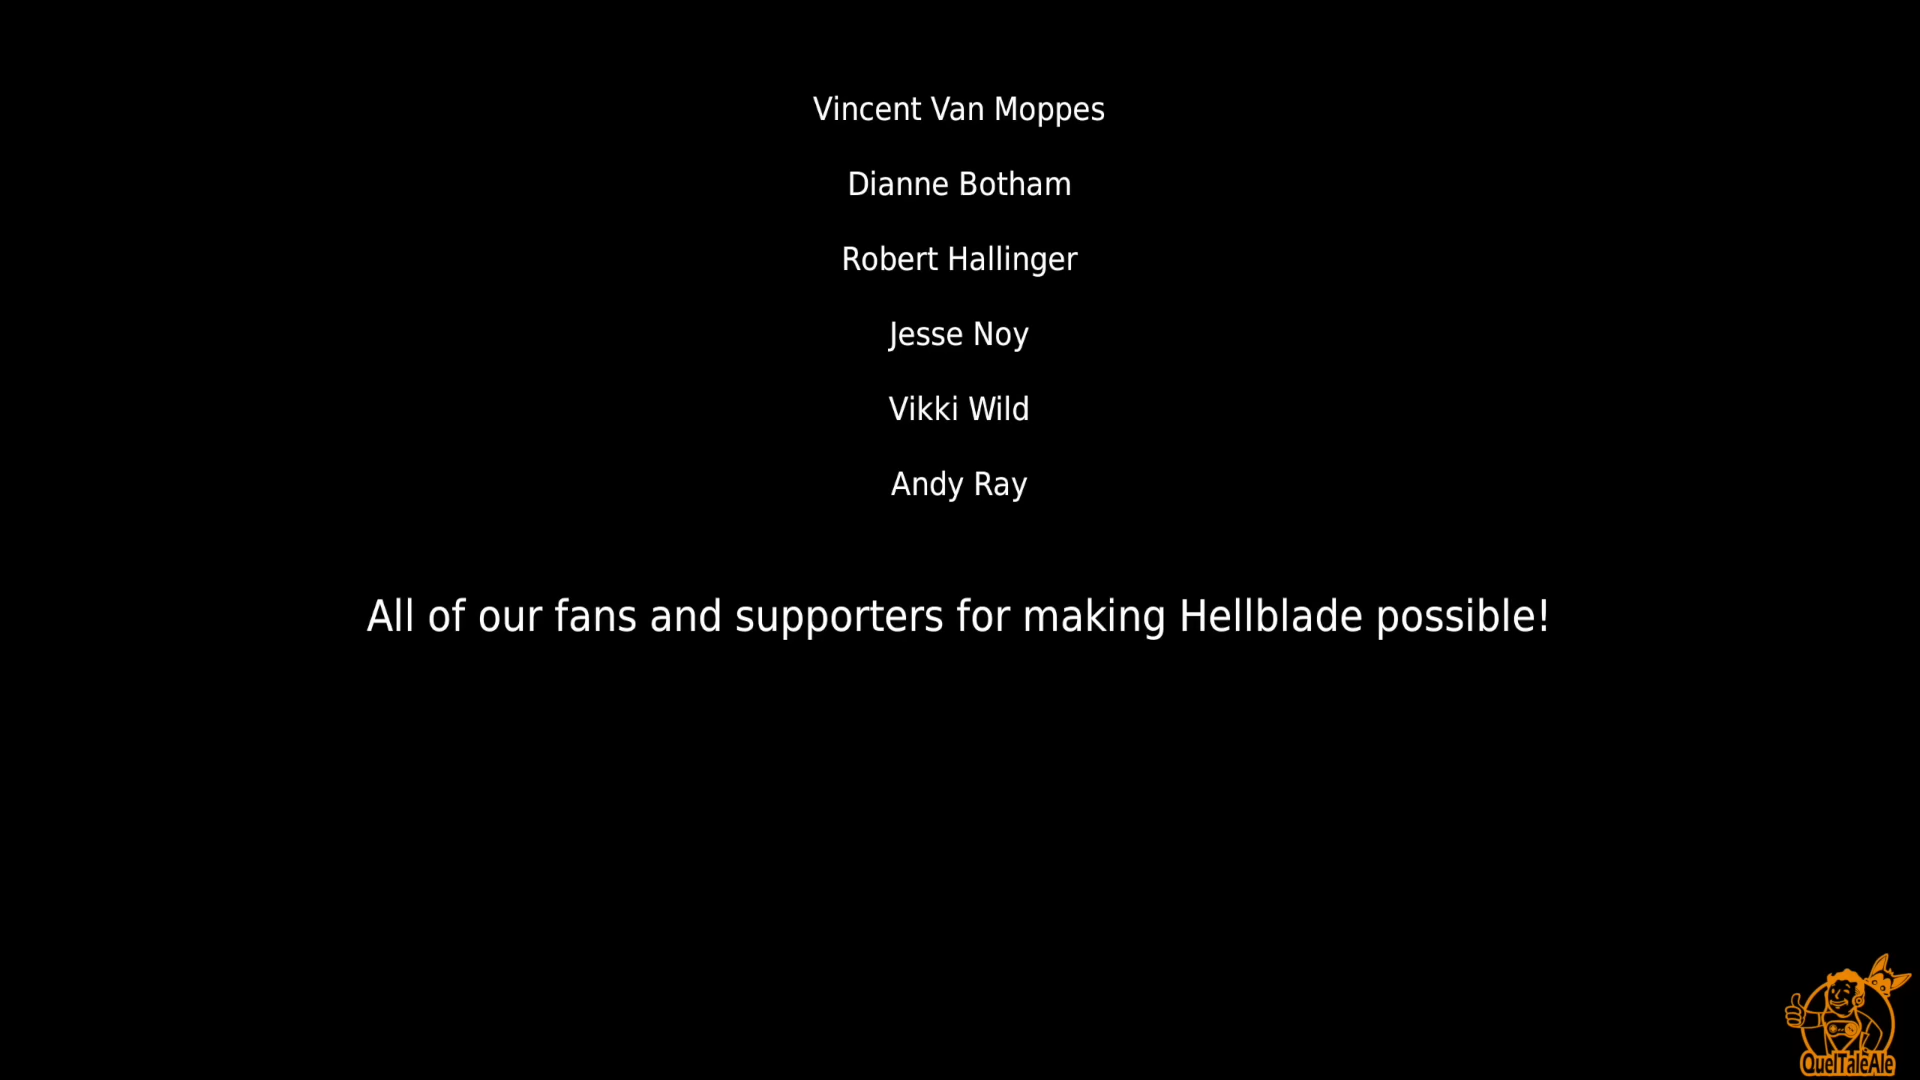 Vincent Van Moppes
Dianne Botham
Robert Hallinger
Jesse Noy
Vikki Wild
Andy Ray
All of our fans and supporters for making Hellblade possible!
QuelTaleAle